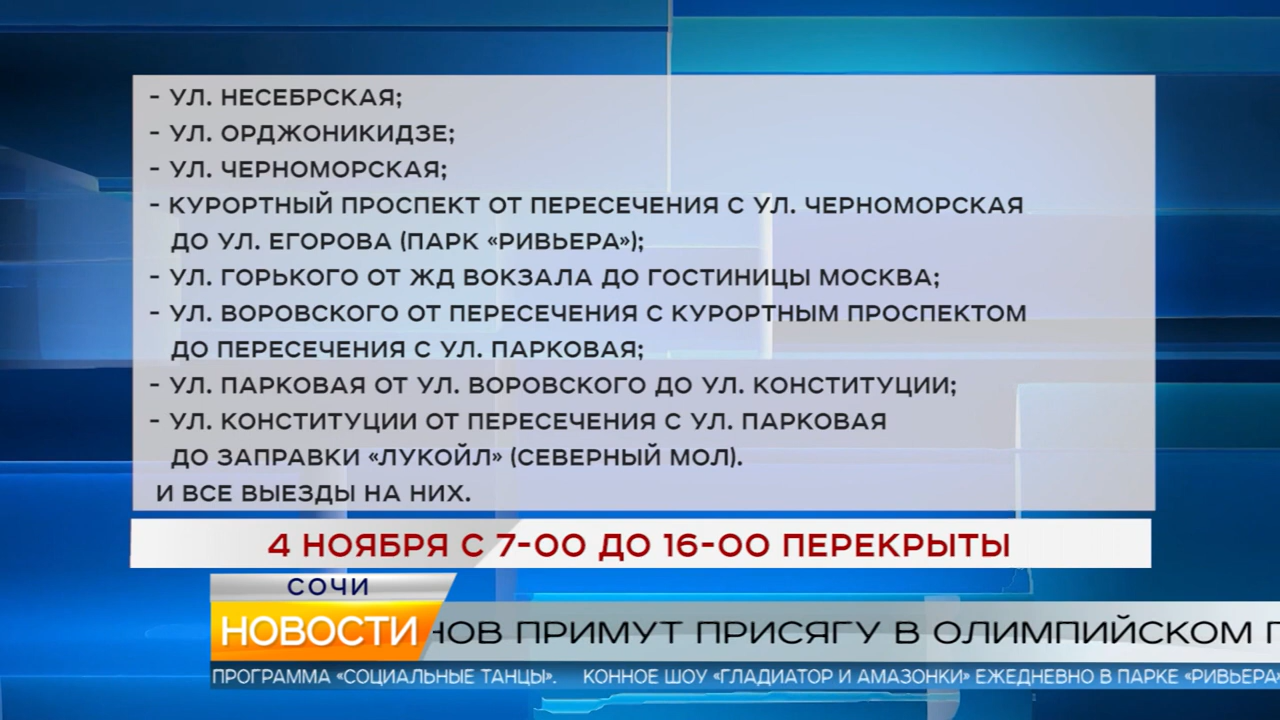 - УЛ. НЕСЕБРСКАЯ;
- УЛ. ОРДЖОНИКИДЗЕ;
- УЛ. ЧЕРНОМОРСКАЯ;
- КУРОРТНЫЙ ПРОСПЕКТ ОТ ПЕРЕСЕЧЕНИЯ С УЛ. ЧЕРНОМОРСКАЯ
ДО УЛ. ЕГОРОВА (ПАРК «РИВЬЕРА»);
- УЛ. ГОРЬКОГО ОТ ЖД ВОКЗАЛА ДО ГОСТИНИЦЫ МОСКВА;
- УЛ. ВОРОВСКОГО ОТ ПЕРЕСЕЧЕНИЯ С КУРОРТНЫМ ПРОСПЕКТОМ
ДО ПЕРЕСЕЧЕНИЯ С УЛ. ПАРКОВАЯ;
- УЛ. ПАРКОВАЯ ОТ УЛ. ВОРОВСКОГО ДО УЛ. КОНСТИТУЦИИ;
- УЛ. КОНСТИТУЦИИ ОТ ПЕРЕСЕЧЕНИЯ С УЛ. ПАРКОВАЯ
ДО ЗАПРАВКИ «ЛУКОЙЛ» (СЕВЕРНЫЙ МОЛ).
И ВСЕ ВЫЕЗДЫ НА НИХ.
4 НОЯБРЯ С 7-00 ДО 16-00 ПЕРЕКРЫТЫ
СОЧИ
НОВОСТИ
НОВ ПРИМУТ ПРИСЯГУ В ОЛИМПИЙСКОМ П
ПРОГРАММА «СОЦИАЛЬНЫЕ ТАНЦЫ». КОННОЕ ШОУ «ГЛАДИАТОР И АМАЗОНКИ» ЕЖЕДНЕВНО В ПАРКЕ «РИВЬЕРА»